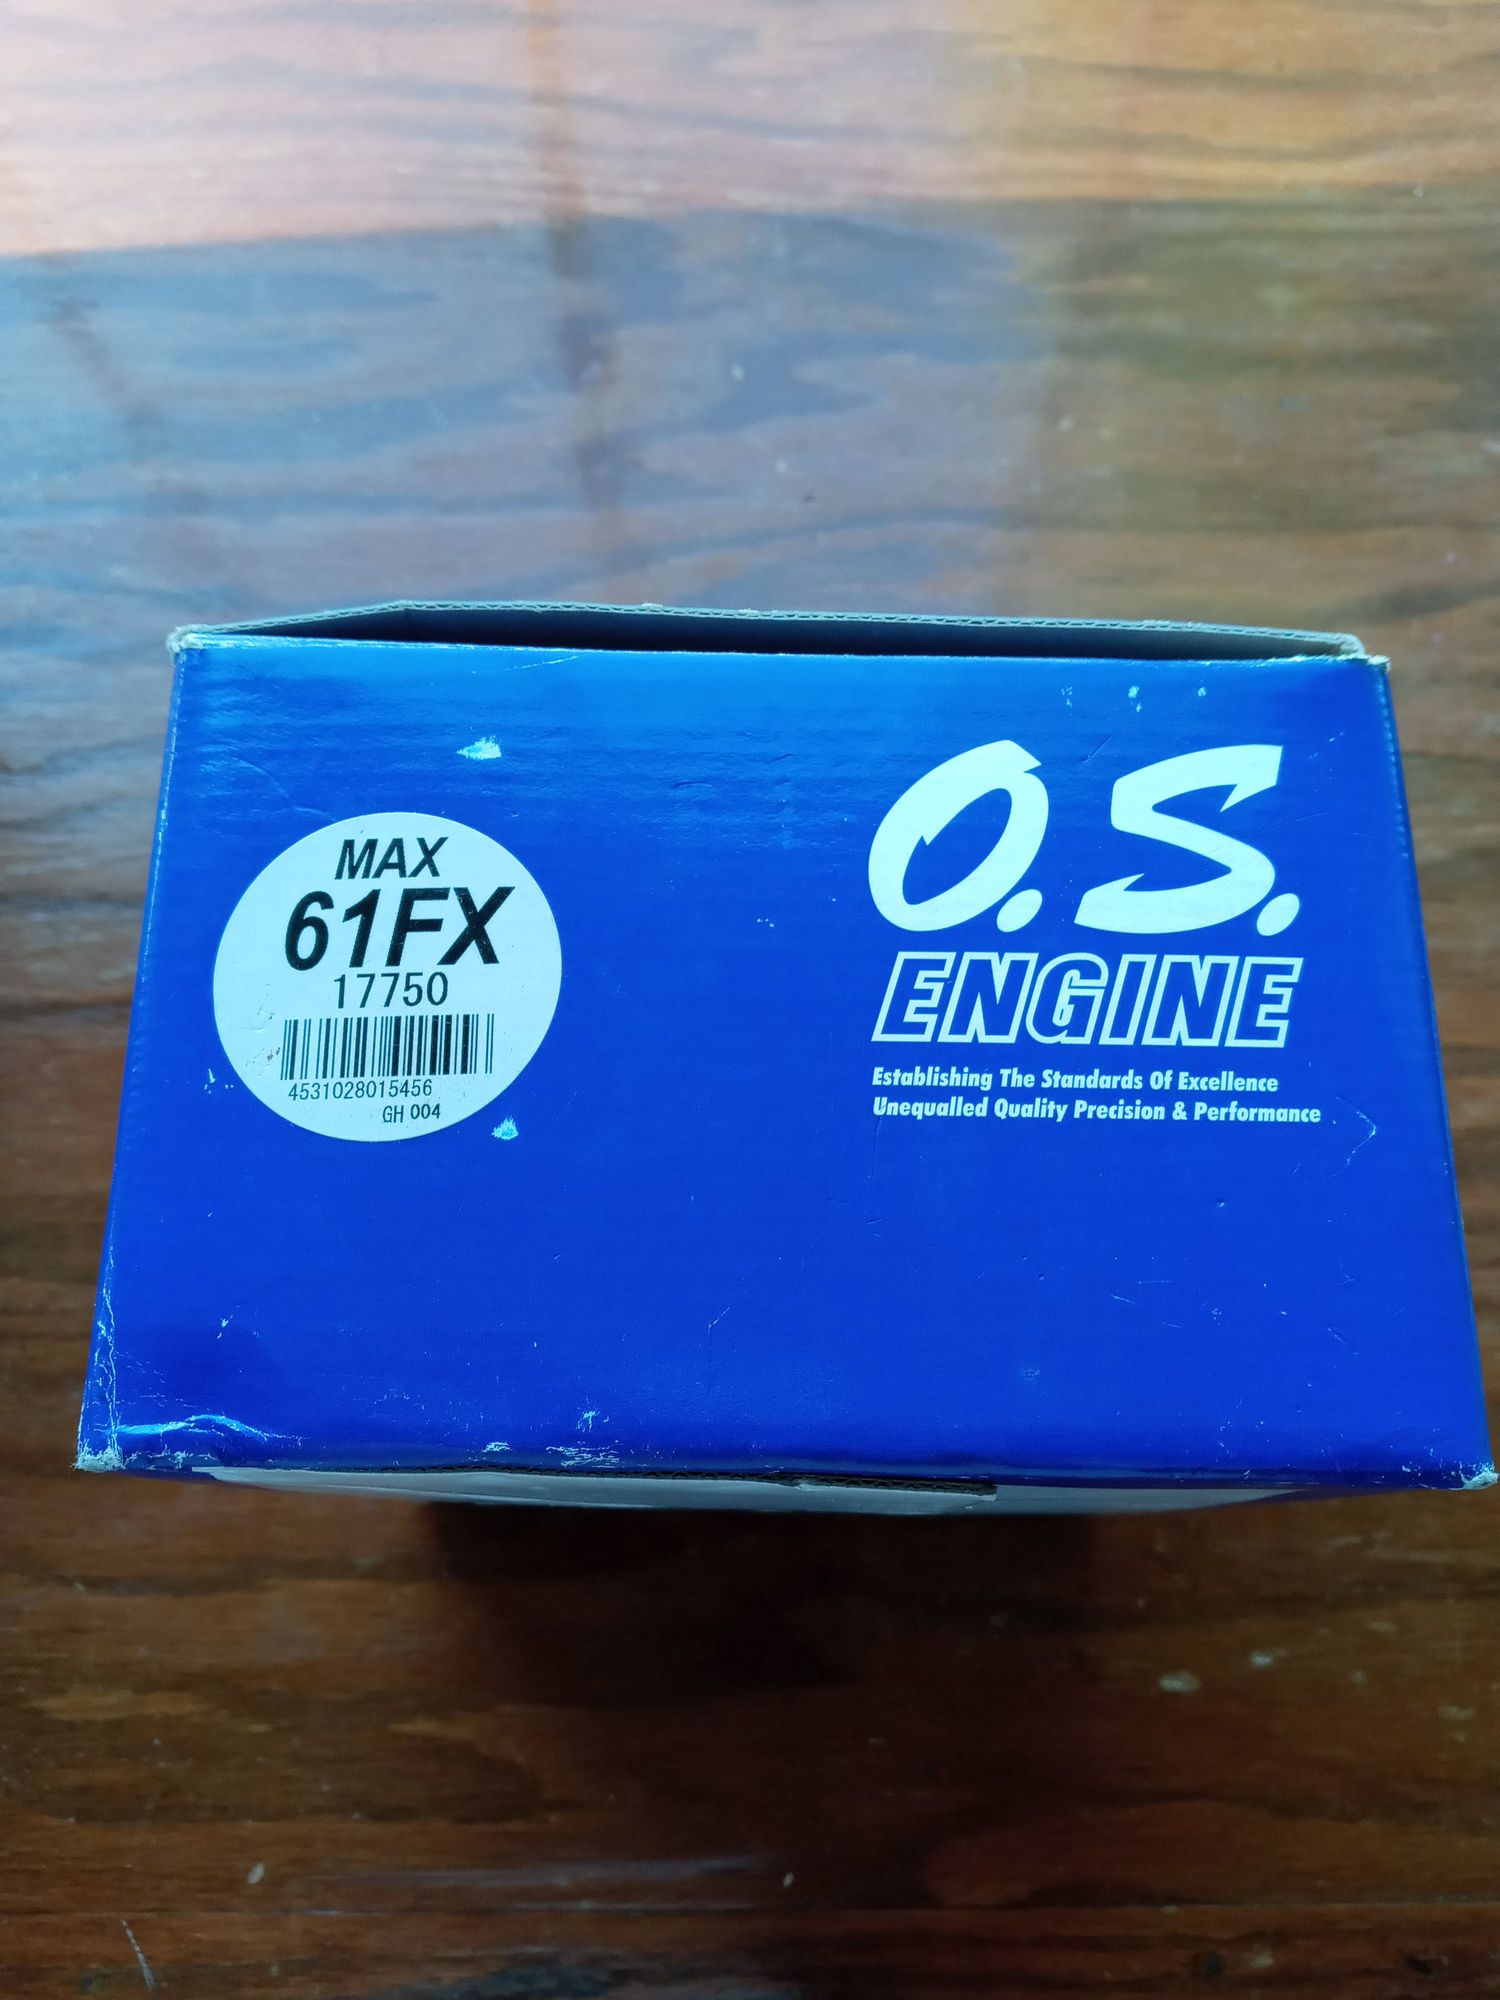 MAX
61FX
17750
4531028015456
GH 004
O.S.
ENGINE
Establishing The Standards Of Excellence
Unequalled Quality Precision & Performance